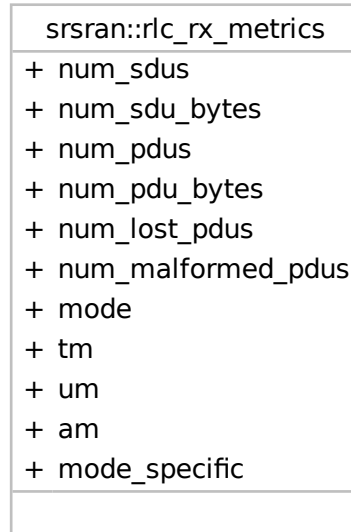 srsran::rlc_rx_metrics
+ num_sdus
+ num_sdu_bytes
+ num_pdus
+ num_pdu_bytes
+ num_lost_pdus
+ num_malformed_pdus
+ mode
+ tm
+ um
+ am
+ mode_specific